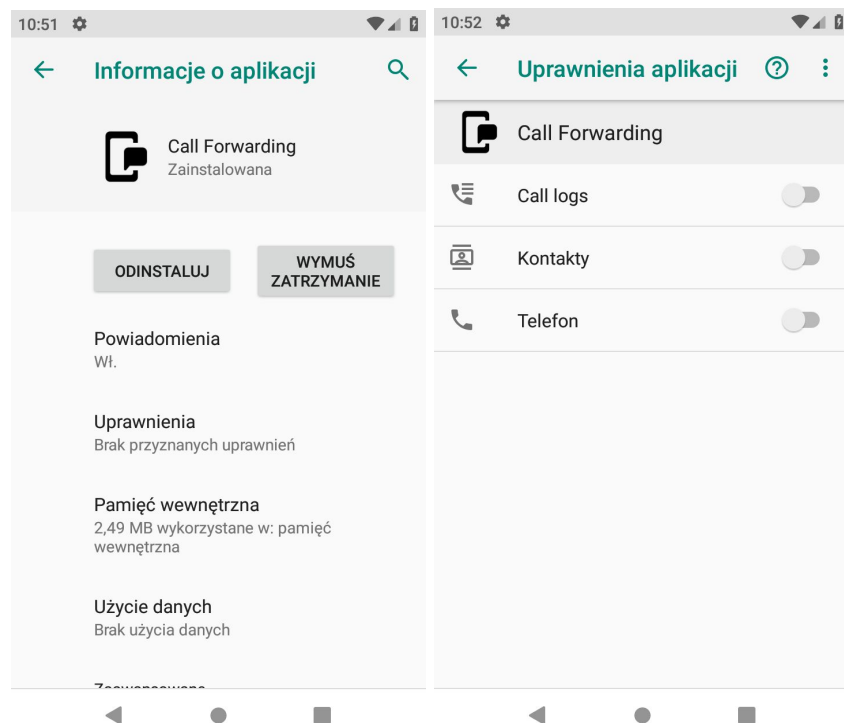 10:51
Informacje o aplikacji
Call Forwarding
Zainstalowana
ODINSTALUJ
WYMUŚ
ZATRZYMANIE
Powiadomienia
Wł.
Uprawnienia
Brak przyznanych uprawnień
Pamięć wewnętrzna
2,49 MB wykorzystane w: pamięć
wewnętrzna
Użycie danych
Brak użycia danych
10:52
Uprawnienia aplikacji
Call Forwarding
Call logs
Kontakty
Telefon